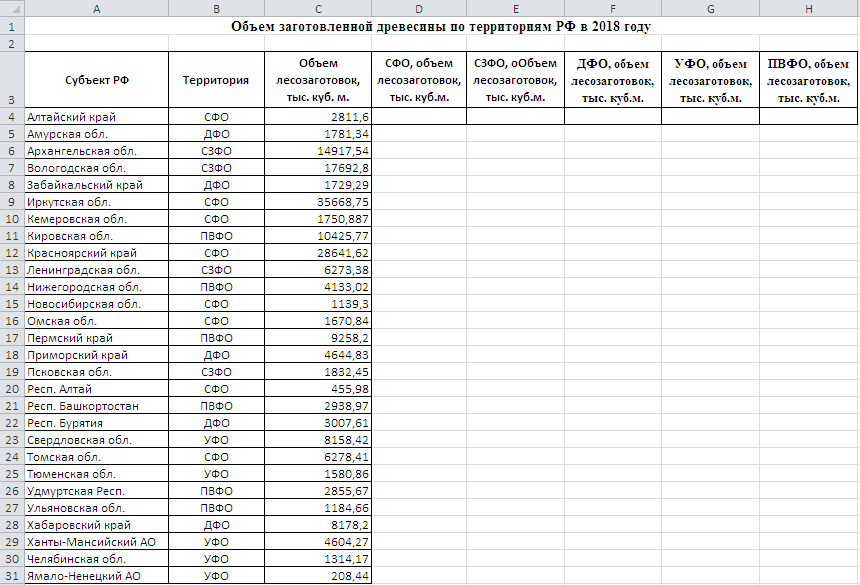 A B C D E F G H
1 Объем заготовленной древесины по территориям РФ в 2018 году
2
3 Субъект РФ Территория Объем лесозаготовок, тыс. куб. м. СФО, объем лесозаготовок, тыс. куб.м. СЗФО, оОбъем лесозаготовок, тыс. куб.м. ДФО, объем лесозаготовок, тыс. куб.м. УФО, объем лесозаготовок, тыс. куб.м. ПВФО, объем лесозаготовок, тыс. куб.м.
4 Алтайский край СФО 2811,6
5 Амурская обл. ДФО 1781,34
6 Архангельская обл. СЗФО 14917,54
7 Вологодская обл. СЗФО 17692,8
8 Забайкальский край ДФО 1729,29
9 Иркутская обл. СФО 35668,75
10 Кемеровская обл. СФО 1750,887
11 Кировская обл. ПВФО 10425,77
12 Красноярский край СФО 28641,62
13 Ленинградская обл. СЗФО 6273,38
14 Нижегородская обл. ПВФО 4133,02
15 Новосибирская обл. СФО 1139,3
16 Омская обл. СФО 1670,84
17 Пермский край ПВФО 9258,2
18 Приморский край ДФО 4644,83
19 Псковская обл. СЗФО 1832,45
20 Респ. Алтай СФО 455,98
21 Респ. Башкортостан ПВФО 2938,97
22 Респ. Бурятия ДФО 3007,61
23 Свердловская обл. УФО 8158,42
24 Томская обл. СФО 6278,41
25 Тюменская обл. УФО 1580,86
26 Удмуртская Респ. ПВФО 2855,67
27 Ульяновская обл. ПВФО 1184,66
28 Хабаровский край ДФО 8178,2
29 Ханты-Мансийский АО УФО 4604,27
30 Челябинская обл. УФО 1314,17
31 Ямало-Ненецкий АО УФО 208,44